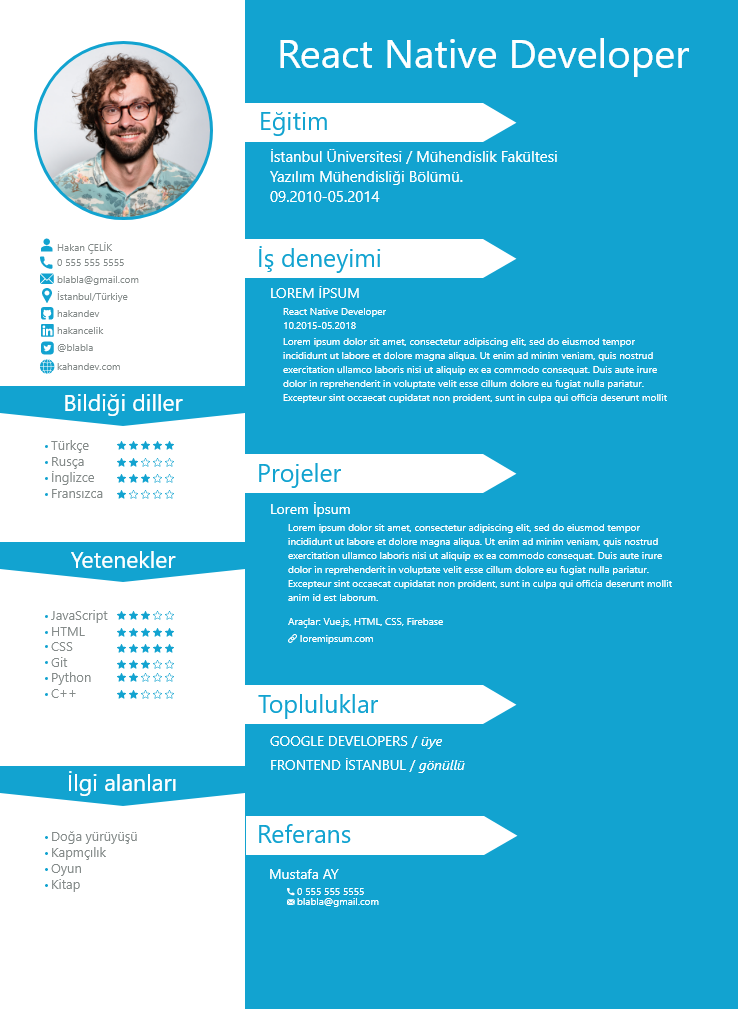 React Native Developer
Hakan ÇELİK
0 555 555 5555
blabla@gmail.com
İstanbul/Türkiye
hakandev
hakancelik
@blabla
kahandev.com
Bildiği diller
• Türkçe
• Rusça
• İnglizce
• Fransızca
Yetenekler
• JavaScript
• HTML
• CSS
• Git
• Python
• C++
İlgi alanları
• Doğa yürüyüşü
• Kapmçılık
• Oyun
• Kitap
Eğitim
İstanbul Üniversitesi / Mühendislik Fakültesi
Yazılım Mühendisliği Bölümü.
09.2010-05.2014
İş deneyimi
LOREM İPSUM
React Native Developer
10.2015-05.2018
Lorem ipsum dolor sit amet, consectetur adipiscing elit, sed do eiusmod tempor
incididunt ut labore et dolore magna aliqua. Ut enim ad minim veniam, quis nostrud
exercitation ullamco laboris nisi ut aliquip ex ea commodo consequat. Duis aute irure
dolor in reprehenderit in voluptate velit esse cillum dolore eu fugiat nulla pariatur.
Excepteur sint occaecat cupidatat non proident, sunt in culpa qui officia deserunt mollit
Projeler
Lorem İpsum
Lorem ipsum dolor sit amet, consectetur adipiscing elit, sed do eiusmod tempor
incididunt ut labore et dolore magna aliqua. Ut enim ad minim veniam, quis nostrud
exercitation ullamco laboris nisi ut aliquip ex ea commodo consequat. Duis aute irure
dolor in reprehenderit in voluptate velit esse cillum dolore eu fugiat nulla pariatur.
Excepteur sint occaecat cupidatat non proident, sunt in culpa qui officia deserunt mollit
anim id est laborum.
Araçlar: Vue.js, HTML, CSS, Firebase
loremipsum.com
Topluluklar
GOOGLE DEVELOPERS / üye
FRONTEND İSTANBUL / gönüllü
Referans
Mustafa AY
0 555 555 5555
blabla@gmail.com